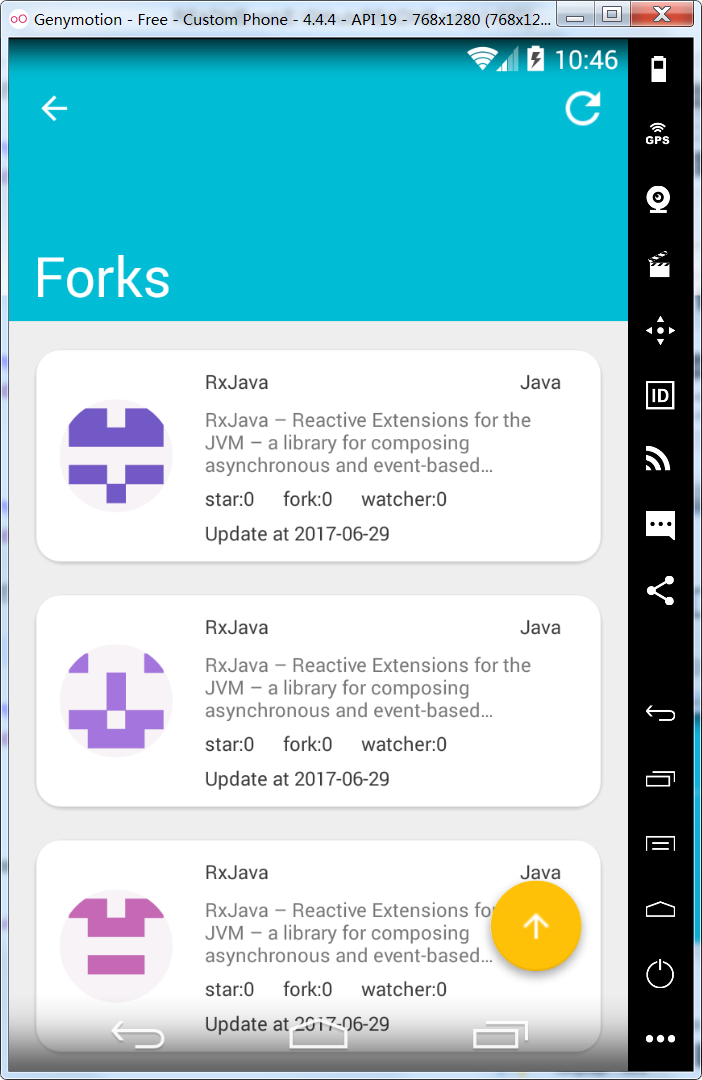 Genymotion - Free - Custom Phone - 4.4.4 - API 19 - 768x1280 (768x12...
10:46
GPS
Forks
ID
RxJava Java
RxJava – Reactive Extensions for the
JVM – a library for composing
asynchronous and event-based…
star:0 fork:0 watcher:0
Update at 2017-06-29
RxJava Java
RxJava – Reactive Extensions for the
JVM – a library for composing
asynchronous and event-based…
star:0 fork:0 watcher:0
Update at 2017-06-29
RxJava Java
RxJava – Reactive Extensions fo
JVM – a library for composing
asynchronous and event-based…
star:0 fork:0 watcher:0
Update at 2017-06-29